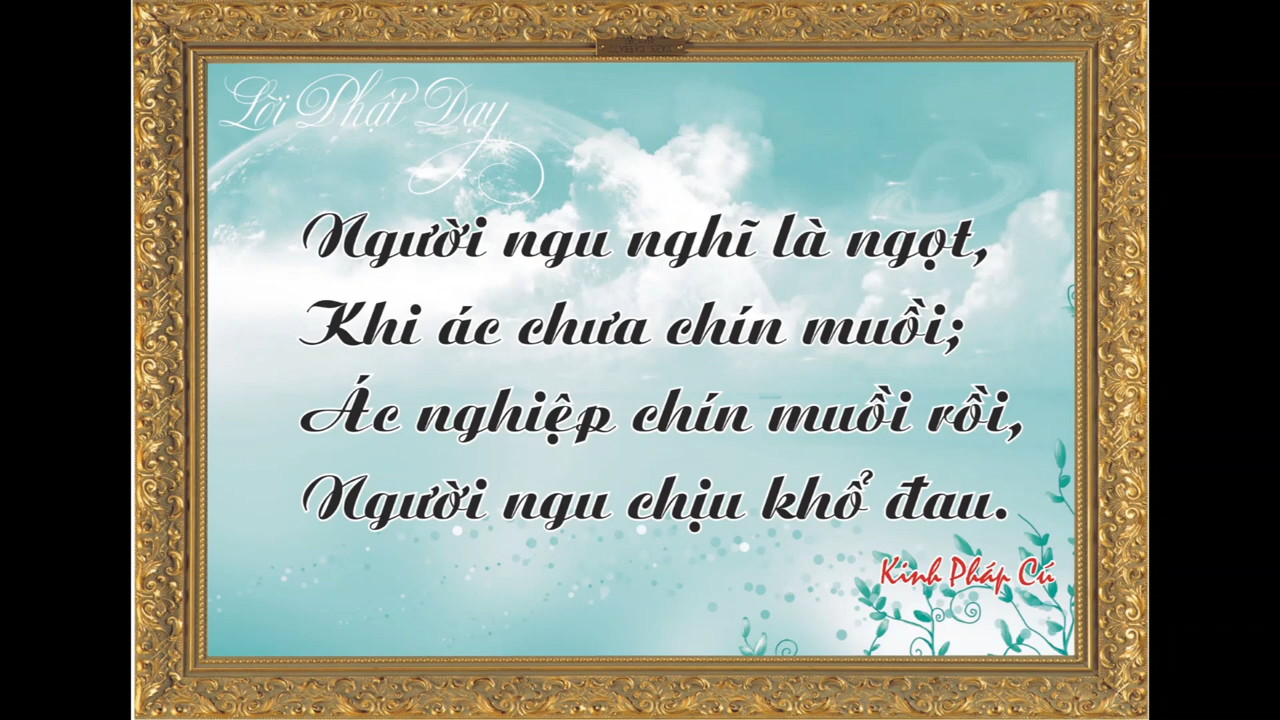 Lời Phật Dạy
Người ngu nghĩ là ngọt,
Khi ác chưa chín muồi;
Ác nghiệp chín muồi rồi,
Người ngu chịu khổ đau.
Kinh Pháp Cú